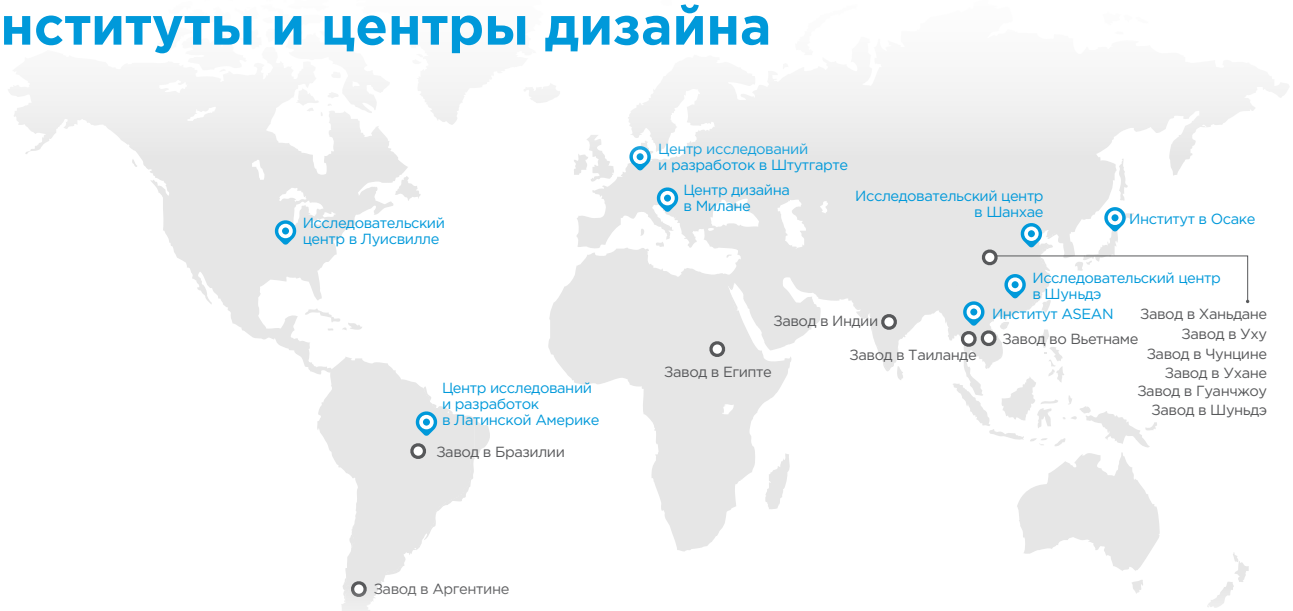 нституты и центры дизайна
Центр исследований
и разработок в Штутгарте
Центр дизайна
в Милане
Исследовательский центр
в Шанхае
Институт в Осаке
Исследовательский
центр в Луисвилле
Исследовательский центр
в Шуньдэ
Институт ASEAN
Завод в Индии
Завод во Вьетнаме
Завод в Таиланде
Завод в Египте
Завод в Ханьдане
Завод в Уху
Завод в Чунцине
Завод в Ухане
Завод в Гуанчжоу
Завод в Шуньдэ
Центр исследований
и разработок
в Латинской Америке
Завод в Бразилии
Завод в Аргентине